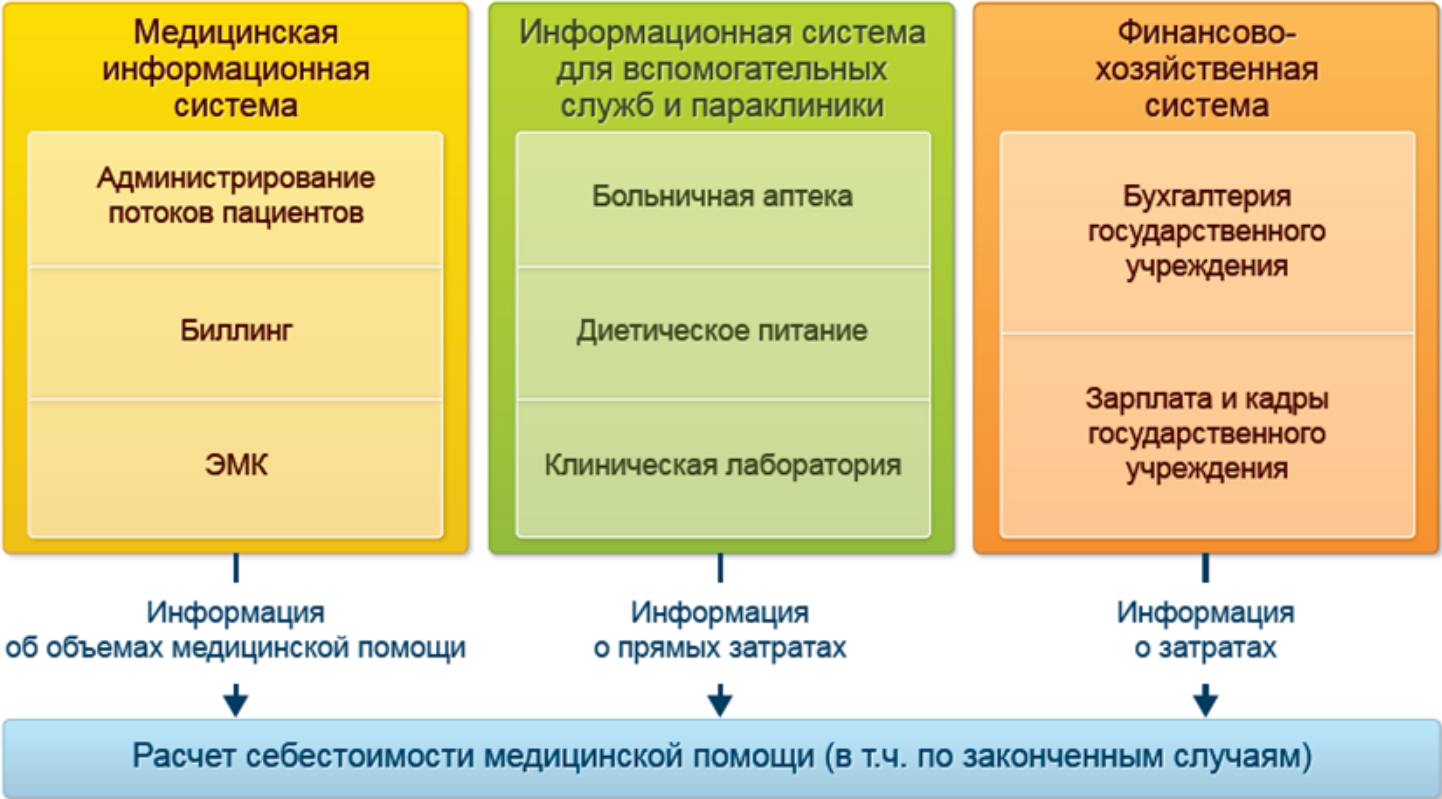 Медицинская
информационная
система
Администрирование
потоков пациентов
Биллинг
ЭМК
Информация
об объемах медицинской помощи
Информационная система
для вспомогательных
служб и параклиники
Больничная аптека
Диетическое питание
Клиническая лаборатория
Информация
о прямых затратах
Финансово-
хозяйственная
система
Бухгалтерия
государственного
учреждения
Зарплата и кадры
государственного
учреждения
Информация
о затратах
Расчет себестоимости медицинской помощи (в т.ч. по законченным случаям)